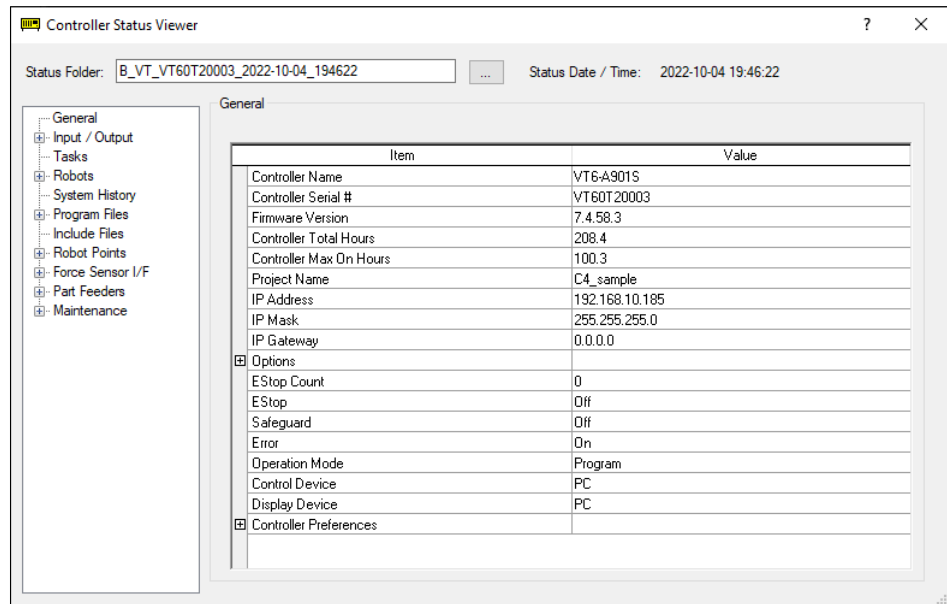 Controller Status Viewer
Status Folder: B_VT_VT60T20003_2022-10-04_194622 ... Status Date / Time: 2022-10-04 19:46:22
General
Input / Output
Tasks
Robots
System History
Program Files
Include Files
Robot Points
Force Sensor I/F
Part Feeders
Maintenance
General
Item Value
Controller Name VT6-A901S
Controller Serial # VT60T20003
Firmware Version 7.4.58.3
Controller Total Hours 208.4
Controller Max On Hours 100.3
Project Name C4_sample
IP Address 192.168.10.185
IP Mask 255.255.255.0
IP Gateway 0.0.0.0
Options
EStop Count 0
EStop Off
Safeguard Off
Error On
Operation Mode Program
Control Device PC
Display Device PC
Controller Preferences